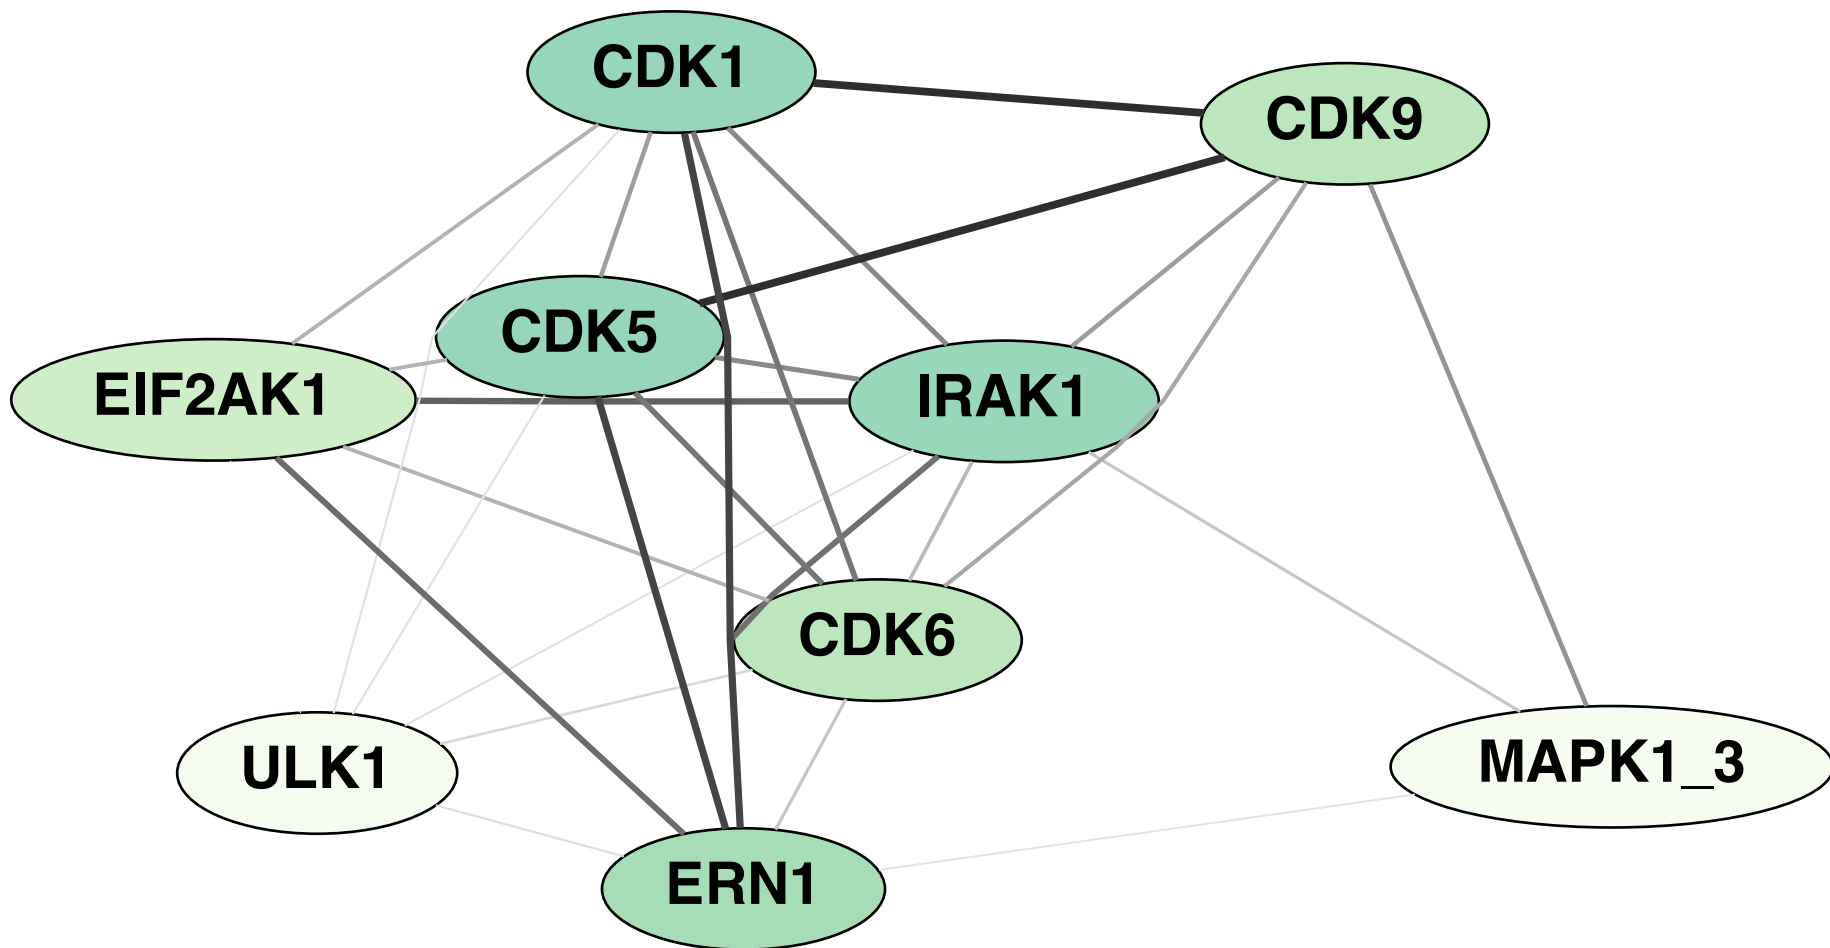 CDK1
CDK9
CDK5
EIF2AK1
IRAK1
CDK6
ULK1
MAPK1_3
ERN1